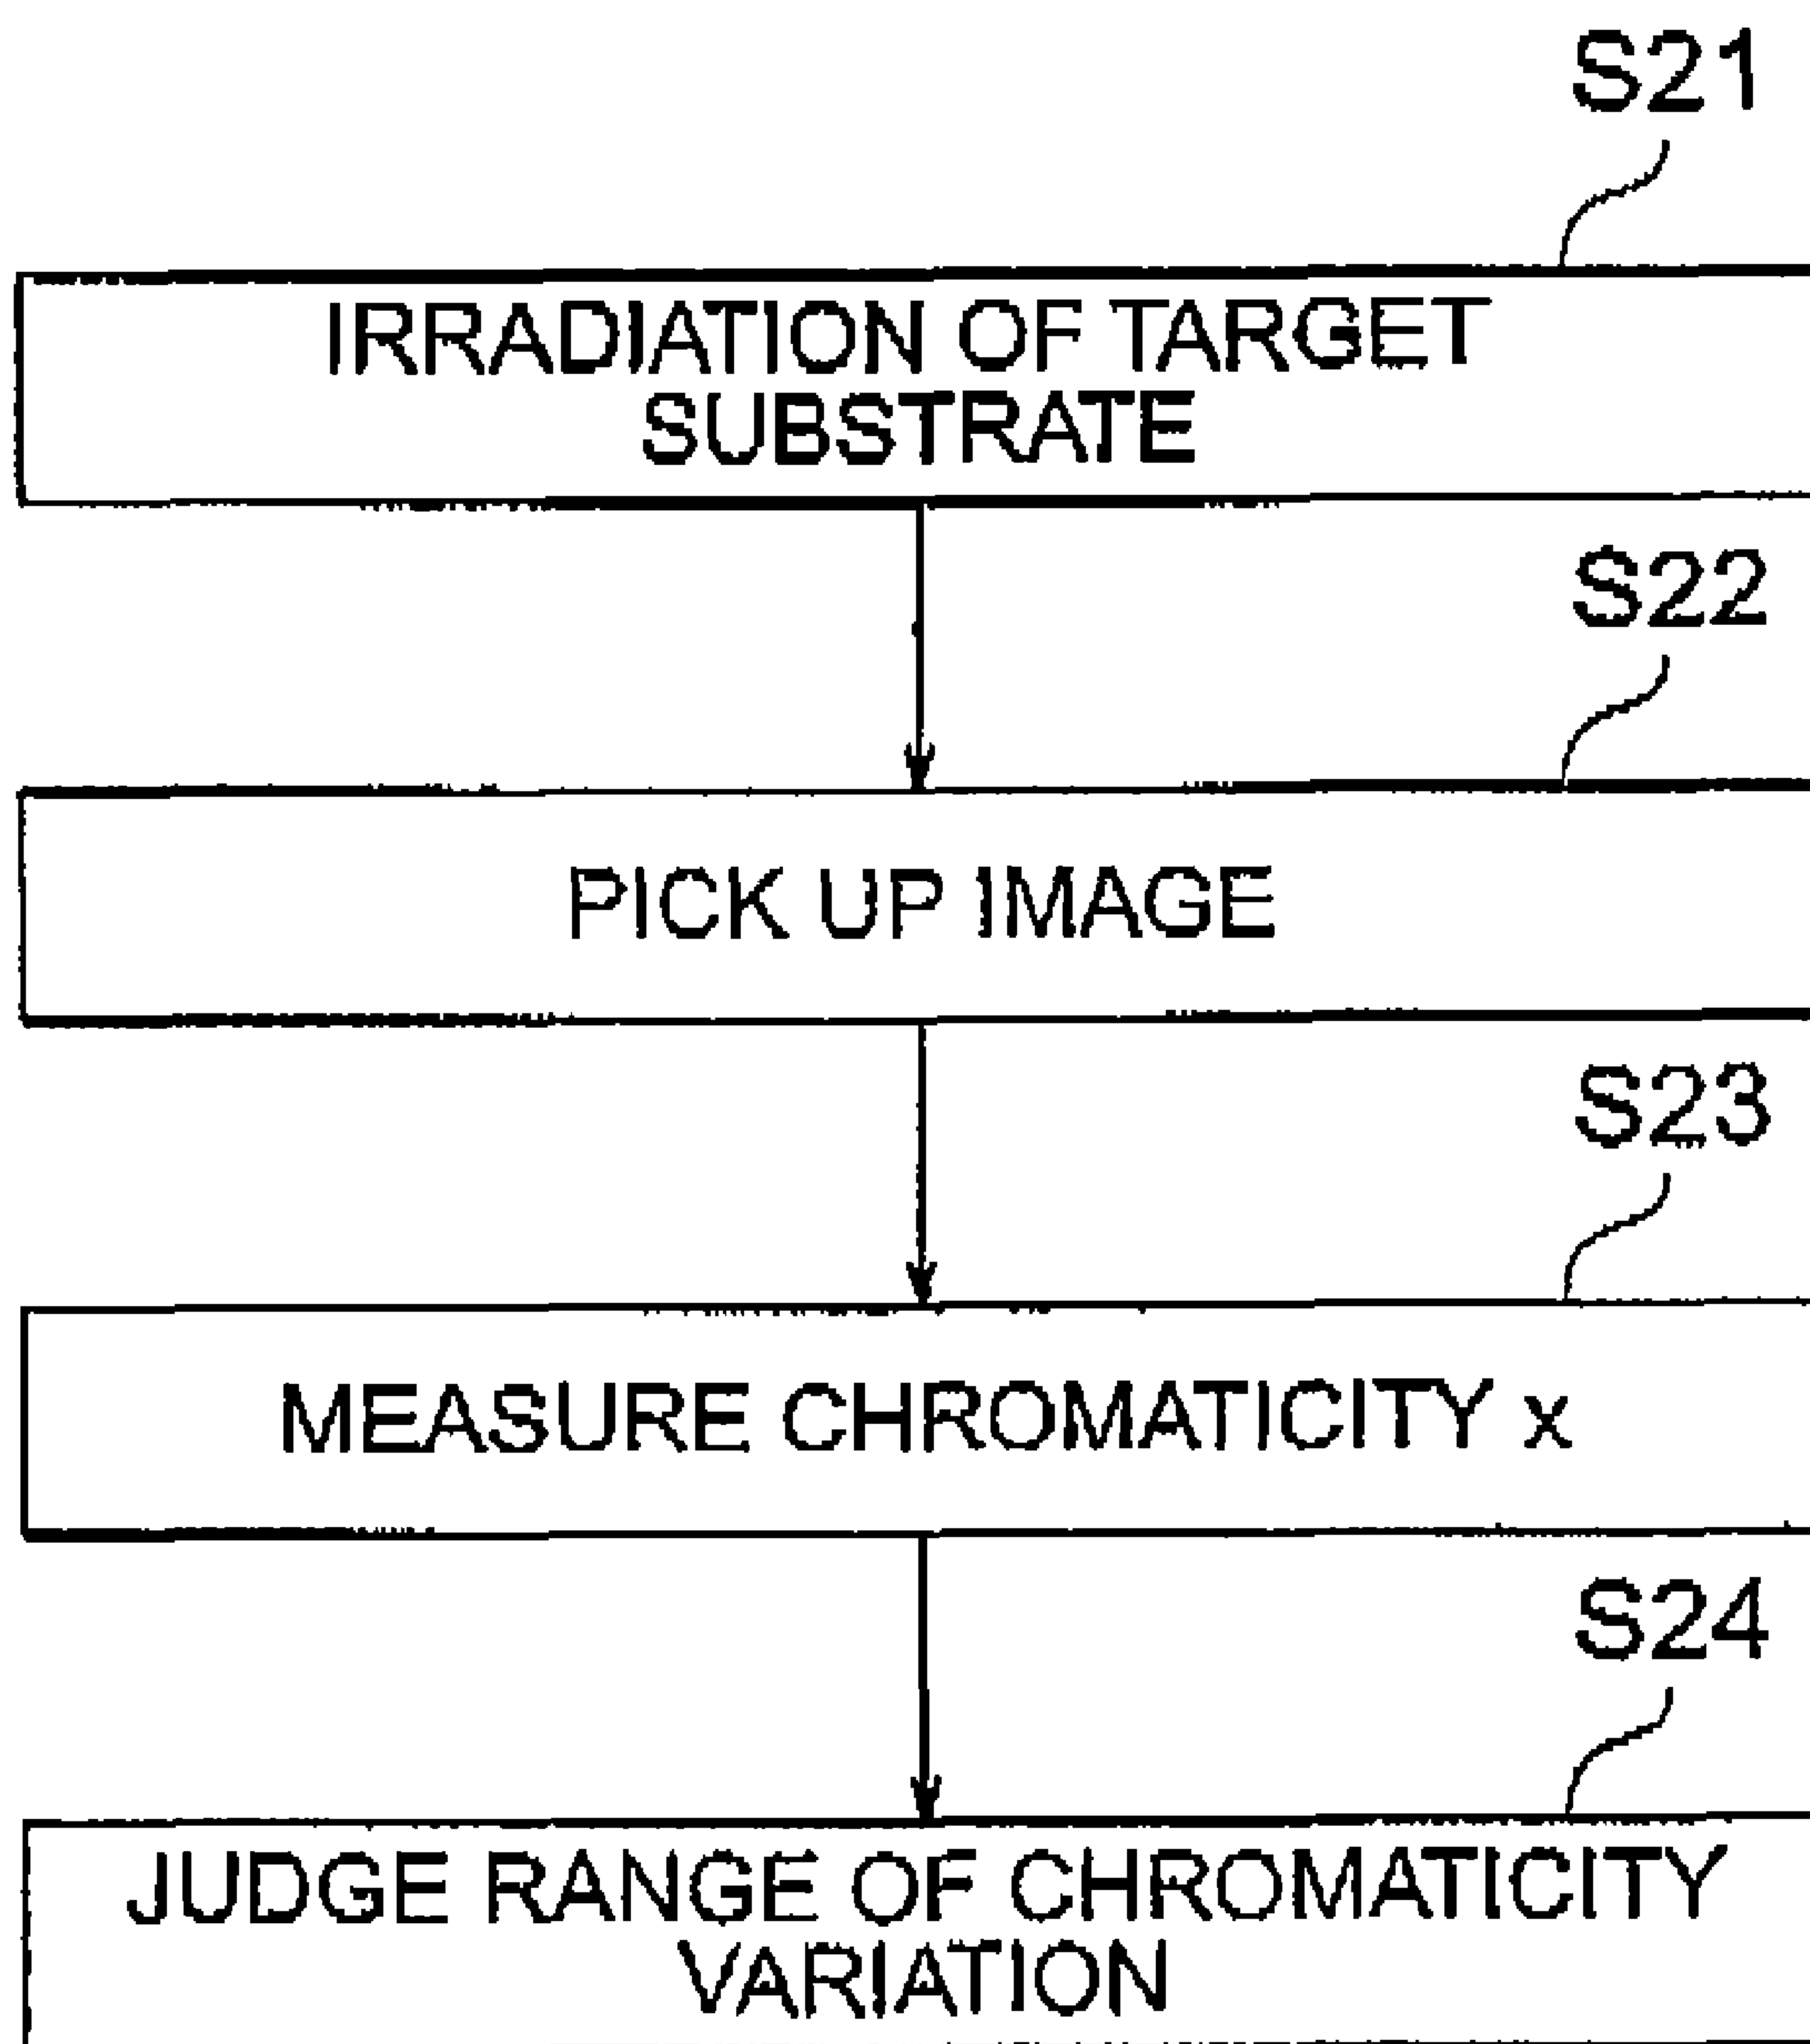 S21
IRRADIATION OF TARGET
SUBSTRATE
S22
PICK UP IMAGE
S23
MEASURE CHROMATICITY x
S24
JUDGE RANGE OF CHROMATICITY
VARIATION